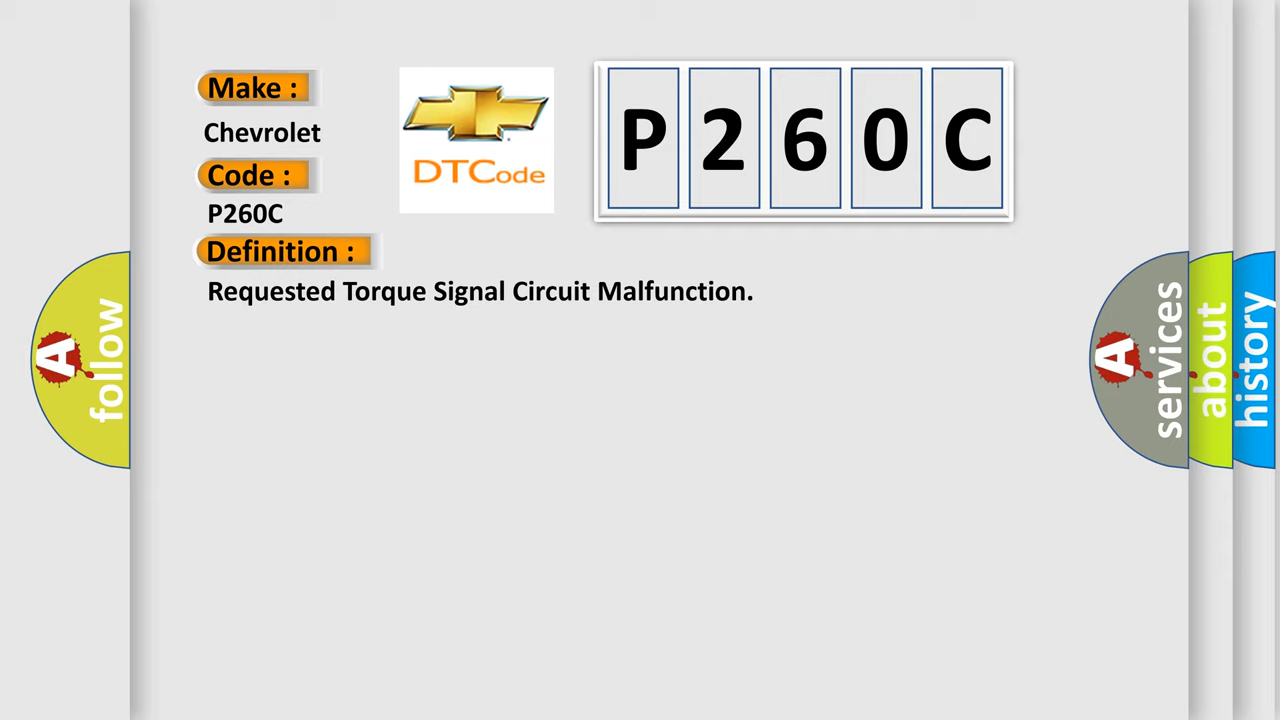 Make :
Chevrolet
Code :
P260C
Definition :
Requested Torque Signal Circuit Malfunction.
DTCode
P 2 6 0 C
A follow
A services
about
history